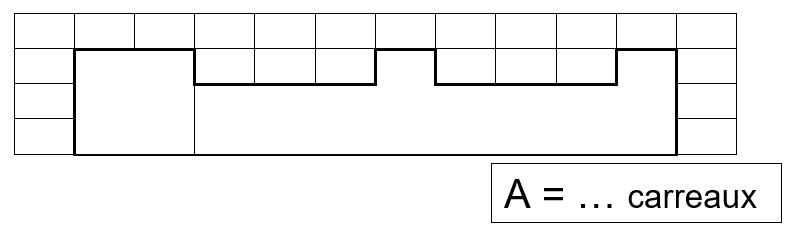 A = … carreaux